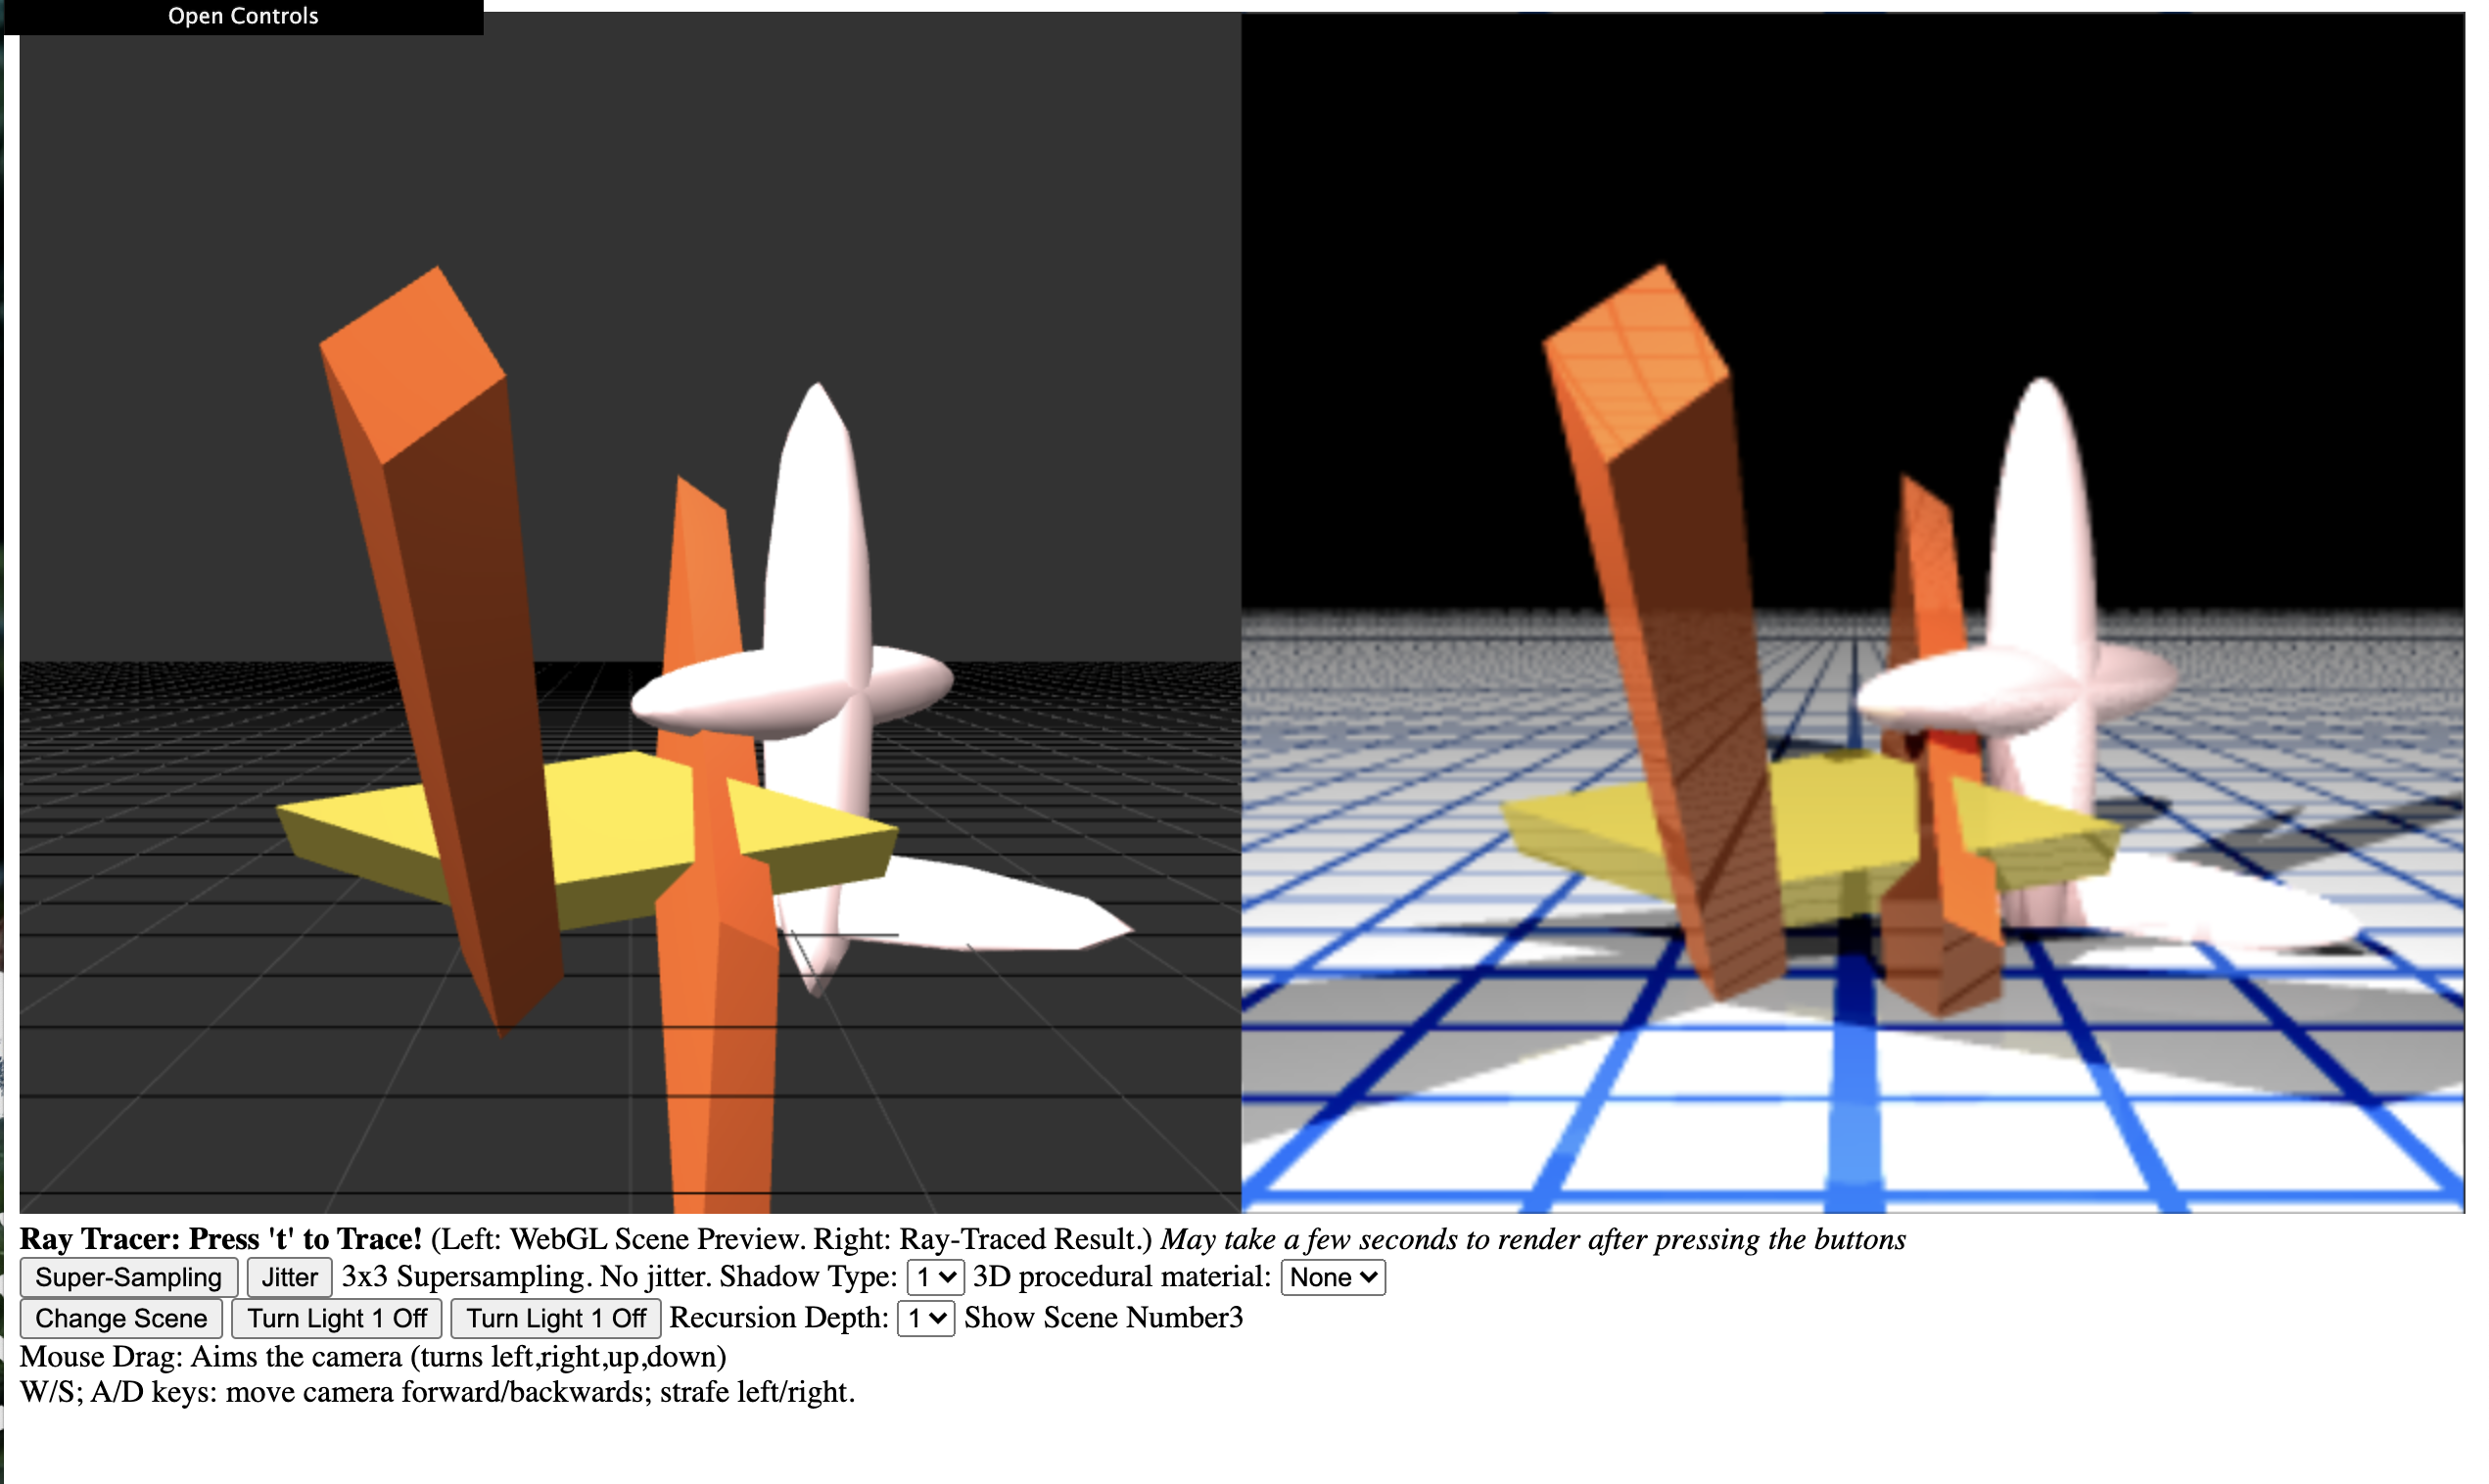 Open Controls
Ray Tracer: Press 't' to Trace! (Left: WebGL Scene Preview. Right: Ray-Traced Result.) May take a few seconds to render after pressing the buttons
Super-Sampling Jitter 3x3 Supersampling. No jitter. Shadow Type: 1 3D procedural material: None
Change Scene Turn Light 1 Off Turn Light 1 Off Recursion Depth: 1 Show Scene Number3
Mouse Drag: Aims the camera (turns left,right,up,down)
W/S; A/D keys: move camera forward/backwards; strafe left/right.